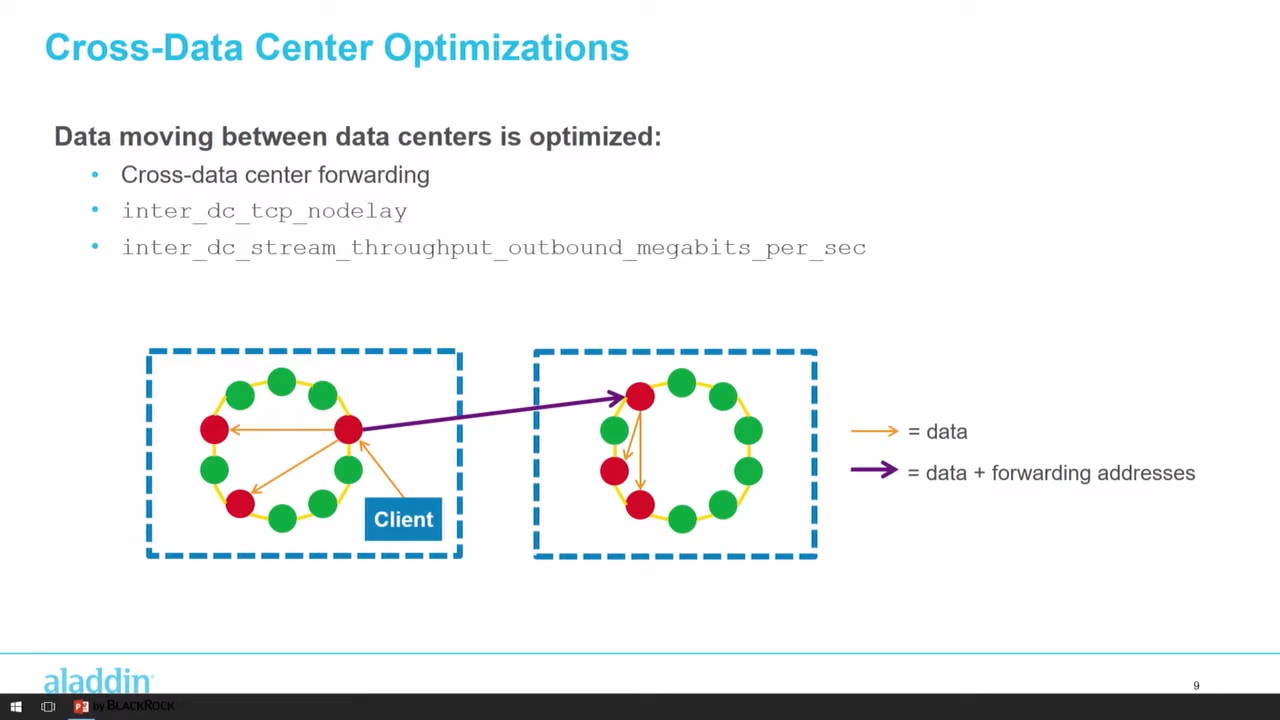 Cross-Data Center Optimizations
Data moving between data centers is optimized:
• Cross-data center forwarding
• inter_dc_tcp_nodelay
• inter_dc_stream_throughput_outbound_megabits_per_sec
= data
= data + forwarding addresses
Client
aladdin
9
by BLACKROCK